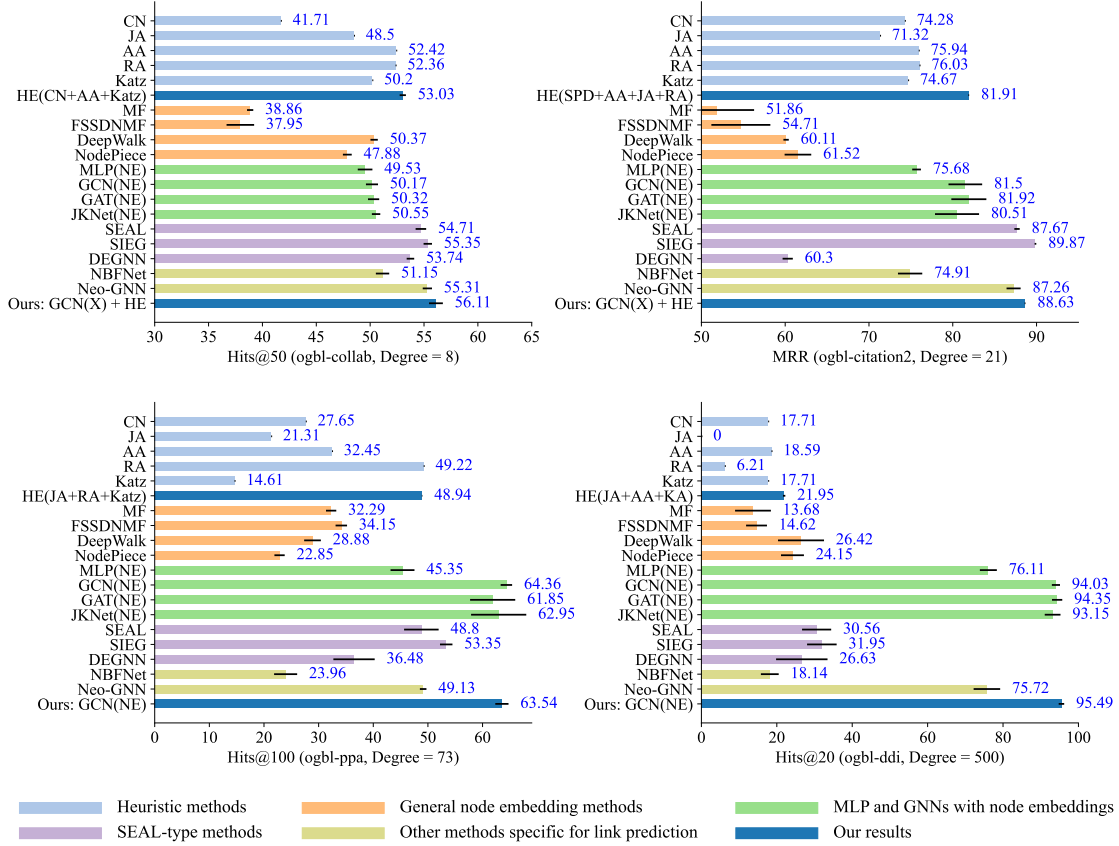 CN 41.71
JA 48.5
AA 52.42
RA 52.36
Katz 50.2
HE(CN+AA+Katz) 53.03
MF 38.86
FSSDNMF 37.95
DeepWalk 50.37
NodePiece 47.88
MLP(NE) 49.53
GCN(NE) 50.17
GAT(NE) 50.32
JKNet(NE) 50.55
SEAL 54.71
SIEG 55.35
DEGNN 53.74
NBFNet 51.15
Neo-GNN 55.31
Ours: GCN(X) + HE 56.11
30 35 40 45 50 55 60 65
Hits@50 (ogbl-collab, Degree = 8)
CN 74.28
JA 71.32
AA 75.94
RA 76.03
Katz 74.67
HE(SPD+AA+JA+RA) 81.91
MF 51.86
FSSDNMF 54.71
DeepWalk 60.11
NodePiece 61.52
MLP(NE) 75.68
GCN(NE) 81.5
GAT(NE) 81.92
JKNet(NE) 80.51
SEAL 87.67
SIEG 89.87
DEGNN 60.3
NBFNet 74.91
Neo-GNN 87.26
Ours: GCN(X) + HE 88.63
50 60 70 80 90
MRR (ogbl-citation2, Degree = 21)
CN 27.65
JA 21.31
AA 32.45
RA 49.22
Katz 14.61
HE(JA+RA+Katz) 48.94
MF 32.29
FSSDNMF 34.15
DeepWalk 28.88
NodePiece 22.85
MLP(NE) 45.35
GCN(NE) 64.36
GAT(NE) 61.85
JKNet(NE) 62.95
SEAL 48.8
SIEG 53.35
DEGNN 36.48
NBFNet 23.96
Neo-GNN 49.13
Ours: GCN(NE) 63.54
0 10 20 30 40 50 60
Hits@100 (ogbl-ppa, Degree = 73)
CN 17.71
JA 0
AA 18.59
RA 6.21
Katz 17.71
HE(JA+AA+KA) 21.95
MF 13.68
FSSDNMF 14.62
DeepWalk 26.42
NodePiece 24.15
MLP(NE) 76.11
GCN(NE) 94.03
GAT(NE) 94.35
JKNet(NE) 93.15
SEAL 30.56
SIEG 31.95
DEGNN 26.63
NBFNet 18.14
Neo-GNN 75.72
Ours: GCN(NE) 95.49
0 20 40 60 80 100
Hits@20 (ogbl-ddi, Degree = 500)
Heuristic methods
General node embedding methods
MLP and GNNs with node embeddings
SEAL-type methods
Other methods specific for link prediction
Our results